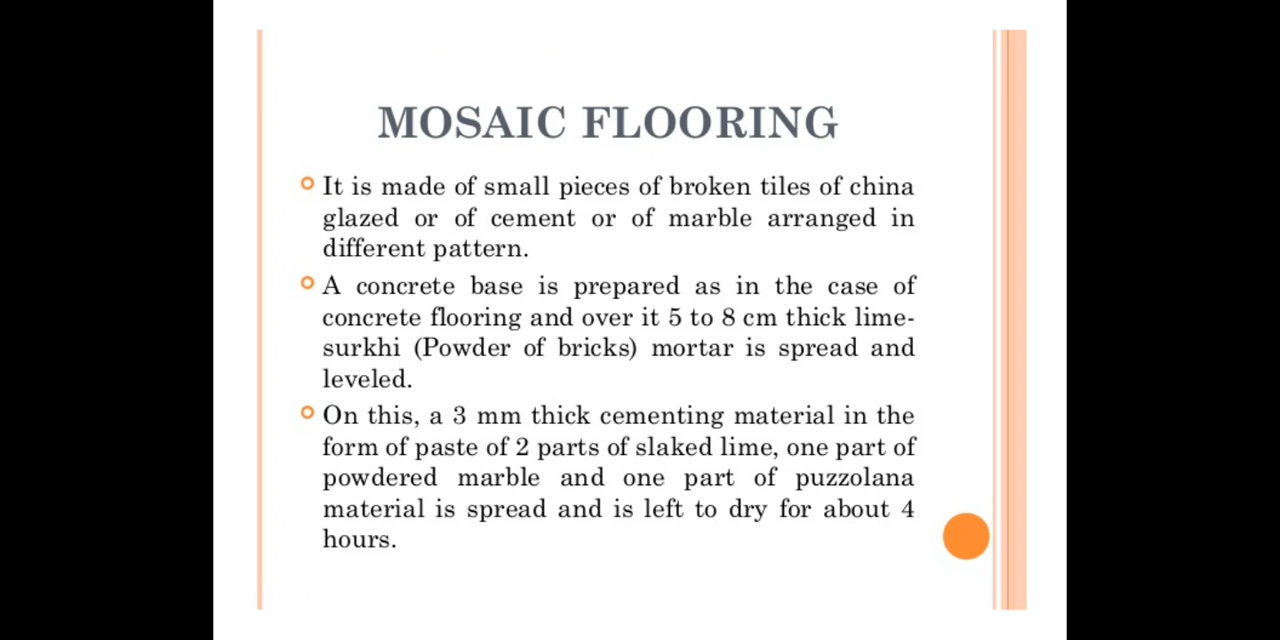 MOSAIC FLOORING
It is made of small pieces of broken tiles of china
glazed or of cement or of marble arranged in
different pattern.
A concrete base is prepared as in the case of
concrete flooring and over it 5 to 8 cm thick lime-
surkhi (Powder of bricks) mortar is spread and
leveled.
On this, a 3 mm thick cementing material in the
form of paste of 2 parts of slaked lime, one part of
powdered marble and one part of puzzolana
material is spread and is left to dry for about 4
hours.